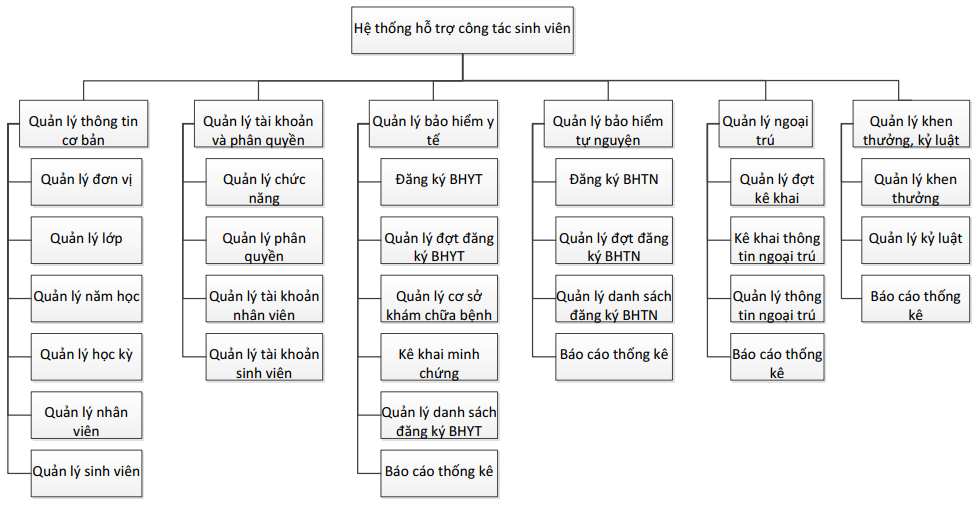 Hệ thống hỗ trợ công tác sinh viên
Quản lý thông tin
cơ bản
Quản lý đơn vị
Quản lý lớp
Quản lý năm học
Quản lý học kỳ
Quản lý nhân
viên
Quản lý sinh viên
Quản lý tài khoản
và phân quyền
Quản lý chức
năng
Quản lý phân
quyền
Quản lý tài khoản
nhân viên
Quản lý tài khoản
sinh viên
Quản lý bảo hiểm y
tế
Đăng ký BHYT
Quản lý đợt đăng
ký BHYT
Quản lý cơ sở
khám chữa bệnh
Kê khai minh
chứng
Quản lý danh sách
đăng ký BHYT
Báo cáo thống kê
Quản lý bảo hiểm
tự nguyện
Đăng ký BHTN
Quản lý đợt đăng
ký BHTN
Quản lý danh sách
đăng ký BHTN
Báo cáo thống kê
Quản lý ngoại
trú
Quản lý đợt
kê khai
Kê khai thông
tin ngoại trú
Quản lý thông
tin ngoại trú
Báo cáo thống
kê
Quản lý khen
thưởng, kỷ luật
Quản lý khen
thưởng
Quản lý kỷ luật
Báo cáo thống
kê